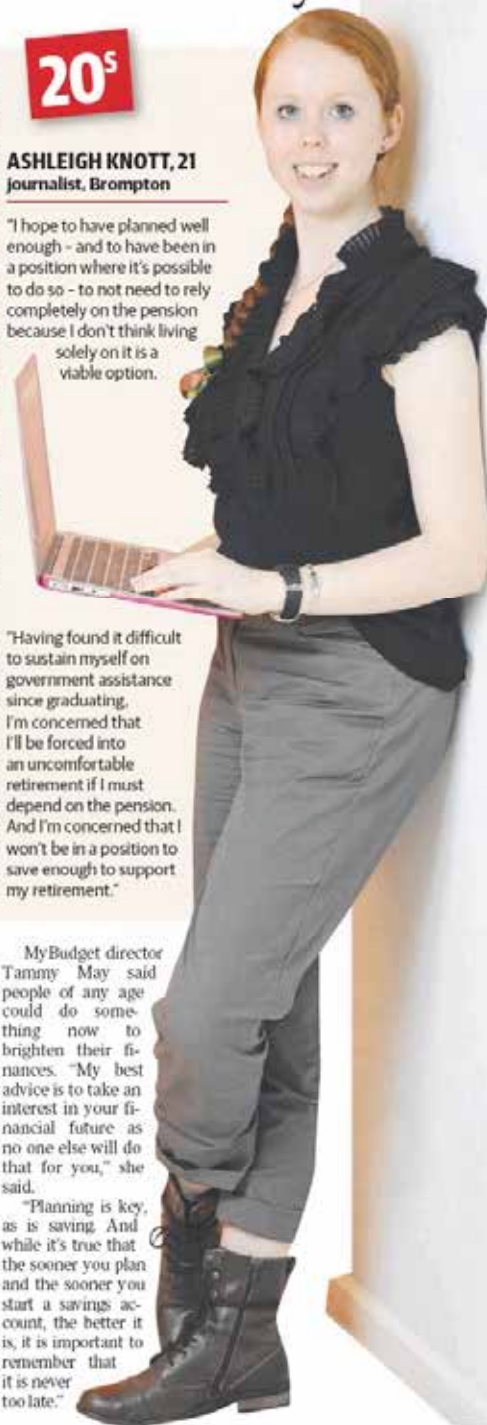 20s
ASHLEIGH KNOTT, 21
journalist, Brompton
"I hope to have planned well
enough – and to have been in
a position where it's possible
to do so – to not need to rely
completely on the pension
because I don't think living
solely on it is a
viable option.
"Having found it difficult
to sustain myself on
government assistance
since graduating,
I'm concerned that
I'll be forced into
an uncomfortable
retirement if I must
depend on the pension.
And I'm concerned that I
won't be in a position to
save enough to support
my retirement."
MyBudget director
Tammy May said
people of any age
could do some-
thing now to
brighten their fi-
nances. "My best
advice is to take an
interest in your fi-
nancial future as
no one else will do
that for you," she
said.
"Planning is key,
as is saving. And
while it's true that
the sooner you plan
and the sooner you
start a savings ac-
count, the better it
is, it is important to
remember that
it is never
too late."